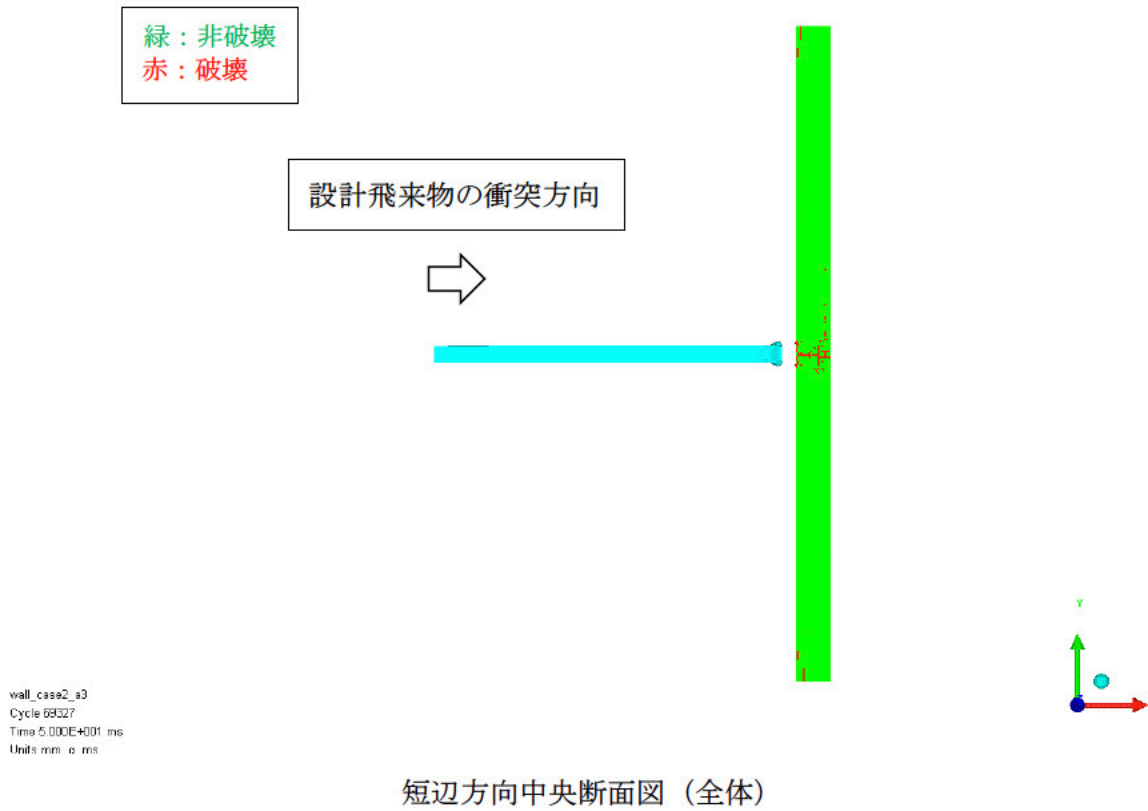 緑：非破壊
赤：破壊
設計飛来物の衝突方向
Y
wall_case2_a3
Cycle 69327
Time 5.000E+001 ms
Units mm, g, ms
短辺方向中央断面図（全体）